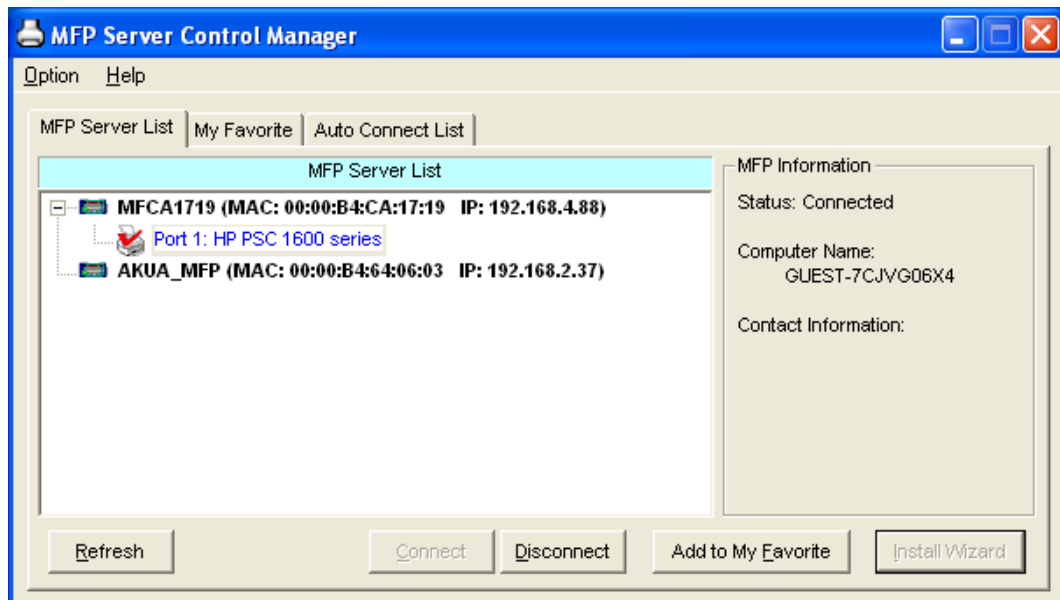 MFP Server Control Manager
Option Help
MFP Server List My Favorite Auto Connect List
MFP Server List
MFCA1719 (MAC: 00:00:B4:CA:17:19 IP: 192.168.4.88)
Port 1: HP PSC 1600 series
AKUA_MFP (MAC: 00:00:B4:64:06:03 IP: 192.168.2.37)
MFP Information
Status: Connected
Computer Name:
GUEST-7CJVG06X4
Contact Information:
Refresh Connect Disconnect Add to My Favorite Install Wizard